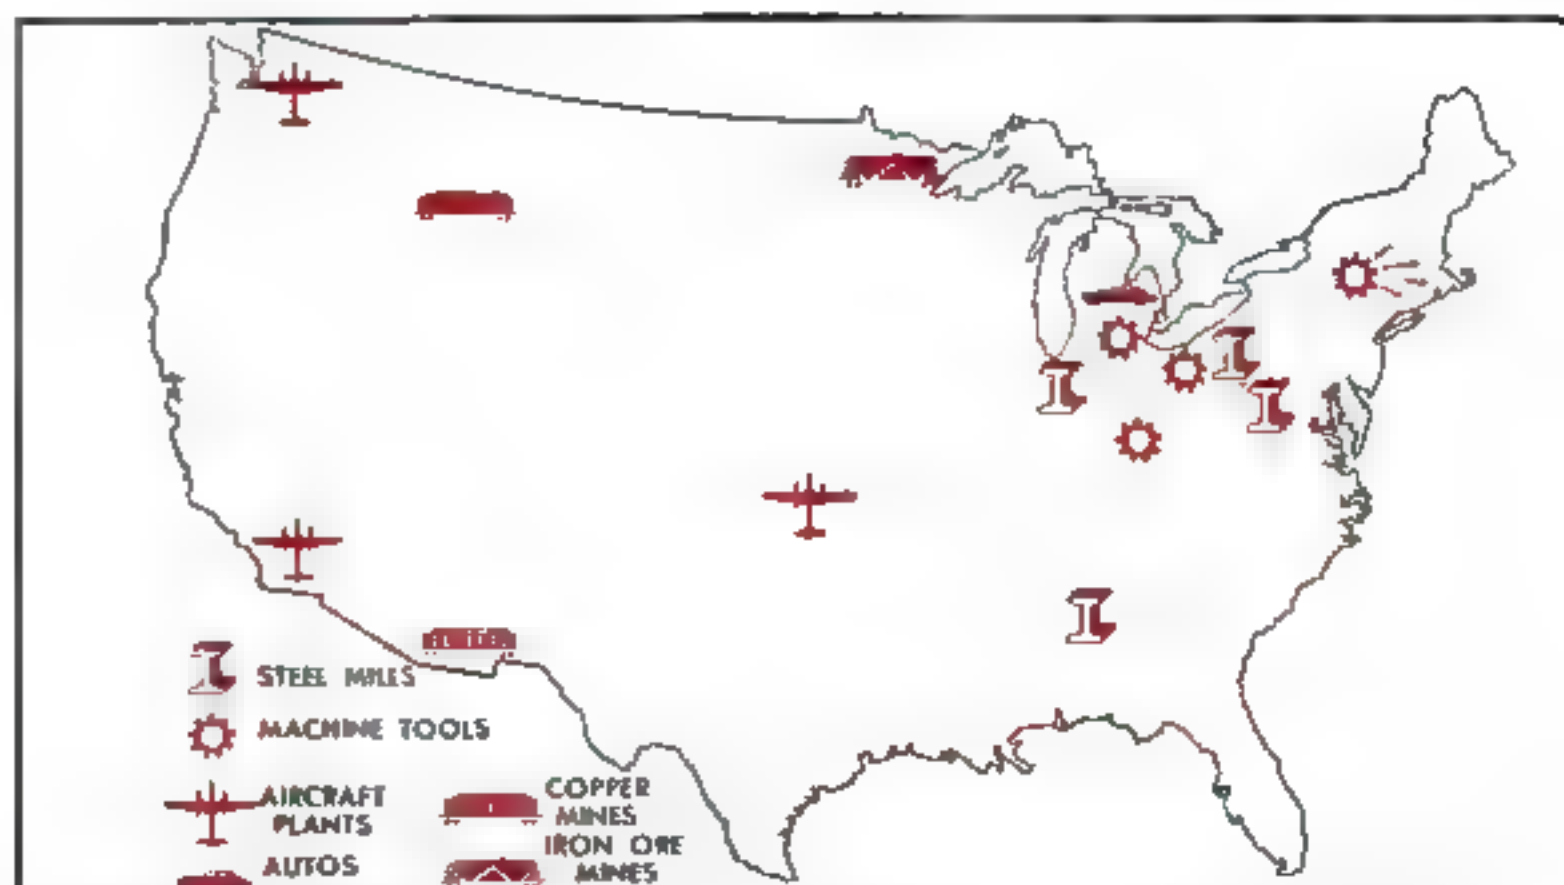 STEEL MILLS
MACHINE TOOLS
AIRCRAFT
PLANTS
AUTOS
COPPER
MINES
IRON ORE
MINES